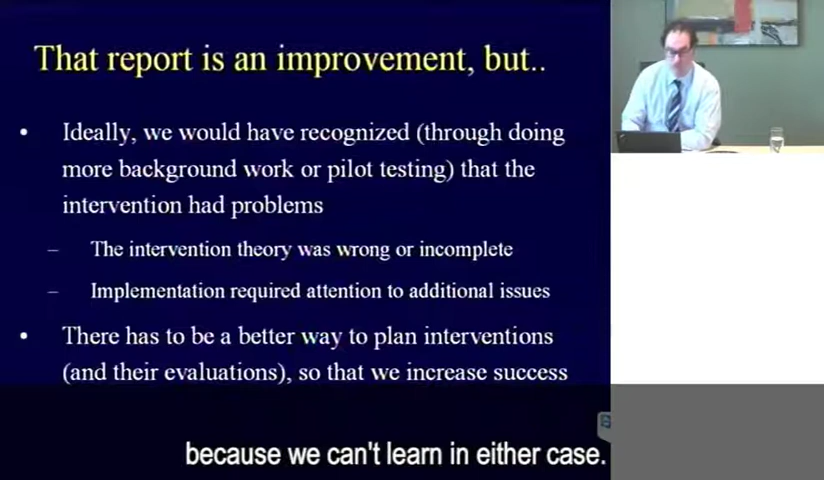 That report is an improvement, but..
• Ideally, we would have recognized (through doing
more background work or pilot testing) that the
intervention had problems
– The intervention theory was wrong or incomplete
– Implementation required attention to additional issues
• There has to be a better way to plan interventions
(and their evaluations), so that we increase success
because we can't learn in either case.